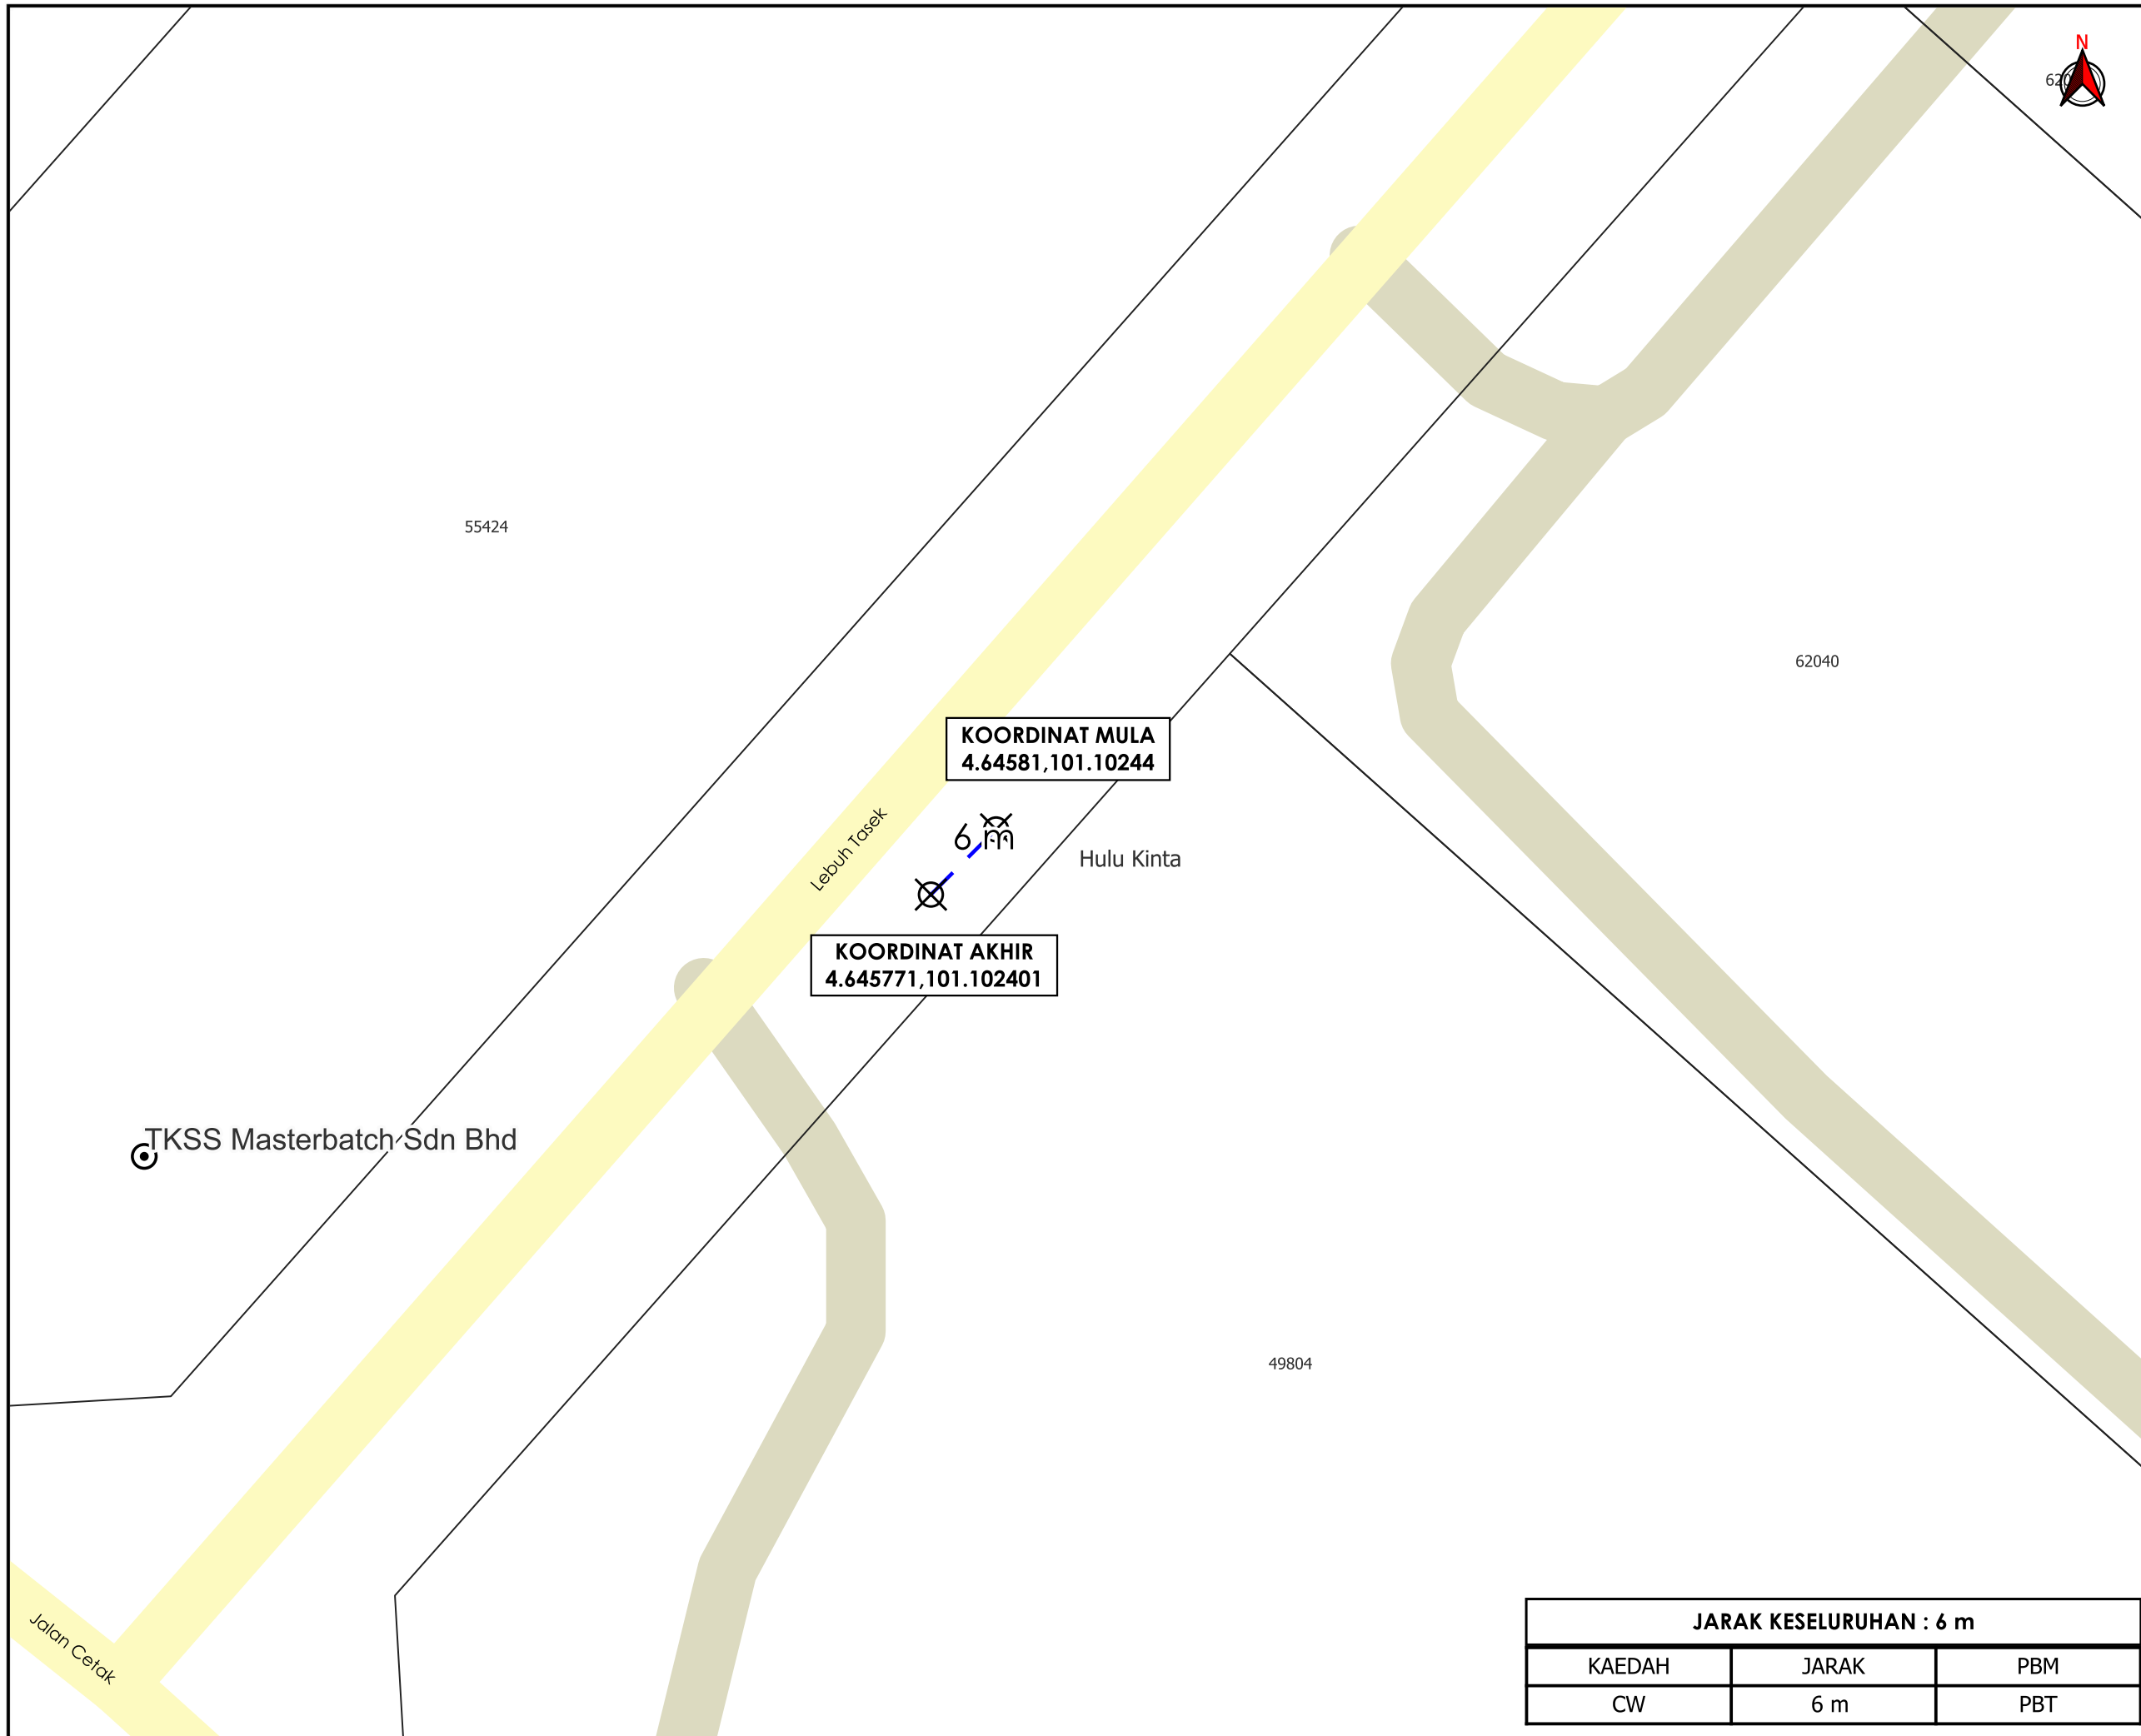 N
55424
62040
KOORDINAT MULA
4.64581,101.10244
6 m
Lebuh Tasek
Hulu Kinta
KOORDINAT AKHIR
4.645771,101.102401
TKSS Masterbatch Sdn Bhd
49804
Jalan Cetak
JARAK KESELURUHAN : 6 m
KAEDAH JARAK PBM
CW 6 m PBT